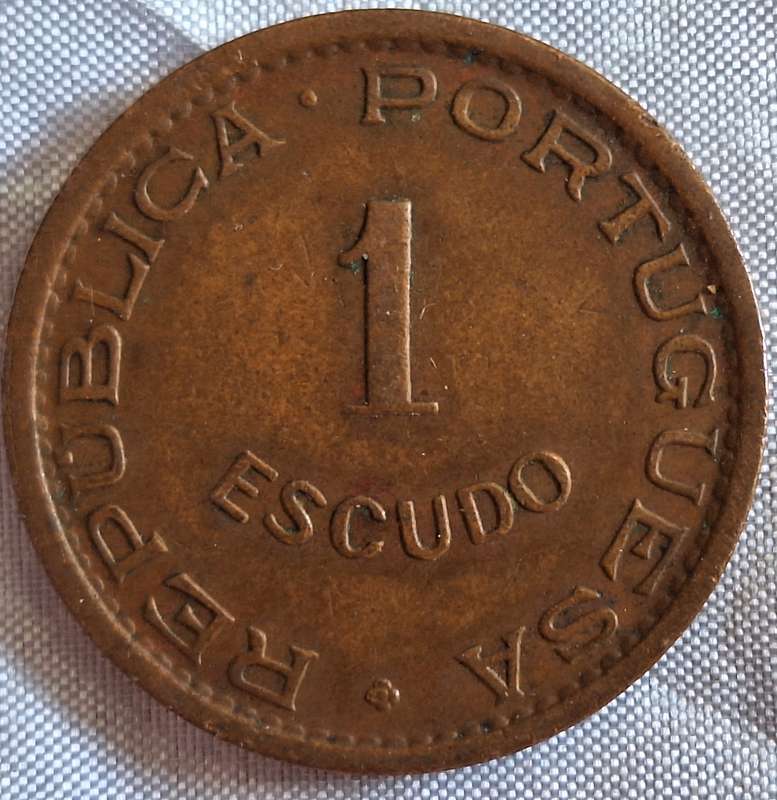 REPUBLICA · PORTUGUESA
1
ESCUDO